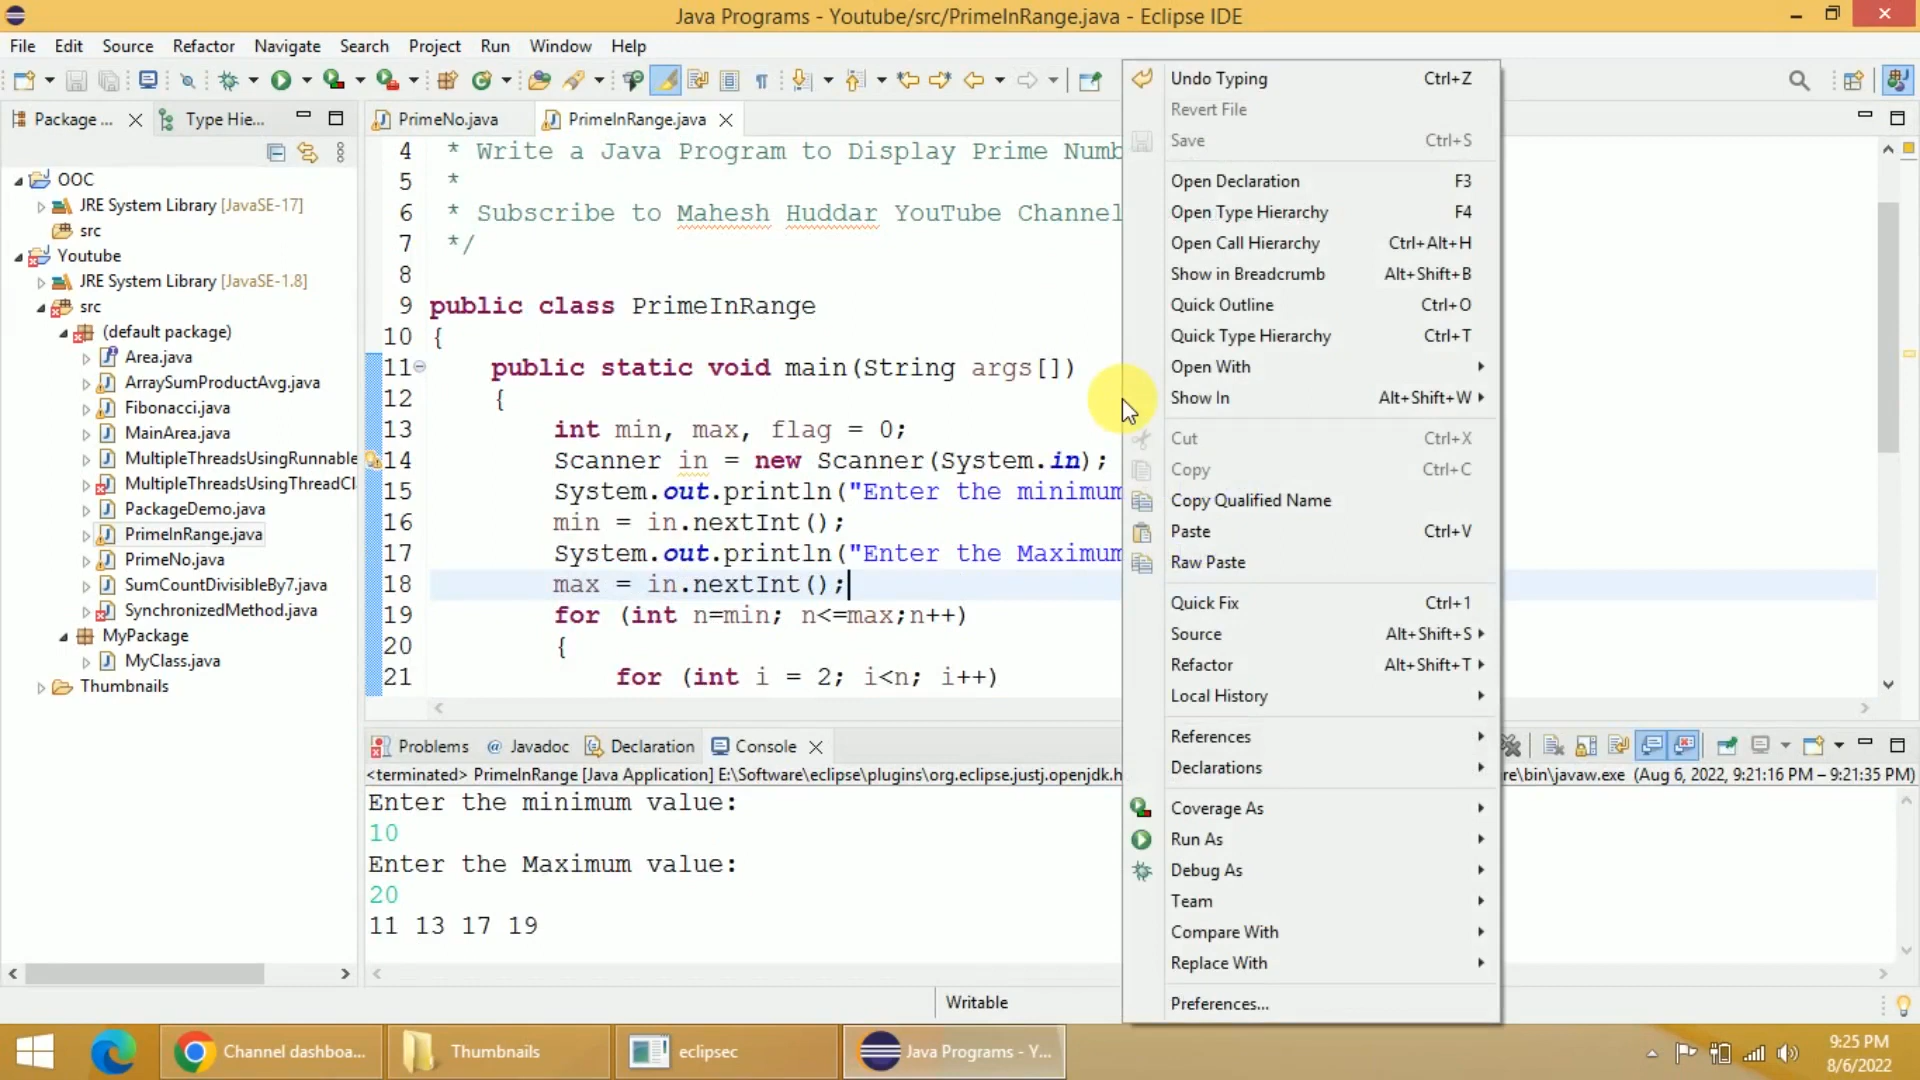 Java Programs - Youtube/src/PrimeInRange.java - Eclipse IDE
File Edit Source Refactor Navigate Search Project Run Window Help
Package ...
Type Hie...
OOC
JRE System Library [JavaSE-17]
src
Youtube
JRE System Library [JavaSE-1.8]
src
(default package)
Area.java
ArraySumProductAvg.java
Fibonacci.java
MainArea.java
MultipleThreadsUsingRunnable
MultipleThreadsUsingThreadCl
PackageDemo.java
PrimeInRange.java
PrimeNo.java
SumCountDivisibleBy7.java
SynchronizedMethod.java
MyPackage
MyClass.java
Thumbnails
PrimeNo.java
PrimeInRange.java
4 * Write a Java Program to Display Prime Numb
5 *
6 * Subscribe to Mahesh Huddar YouTube Channel
7 */
8
9 public class PrimeInRange
10 {
11 public static void main(String args[])
12 {
13 int min, max, flag = 0;
14 Scanner in = new Scanner(System.in);
15 System.out.println("Enter the minimum
16 min = in.nextInt();
17 System.out.println("Enter the Maximum
18 max = in.nextInt();
19 for (int n=min; n<=max;n++)
20 {
21 for (int i = 2; i<n; i++)
Undo Typing Ctrl+Z
Revert File
Save Ctrl+S
Open Declaration F3
Open Type Hierarchy F4
Open Call Hierarchy Ctrl+Alt+H
Show in Breadcrumb Alt+Shift+B
Quick Outline Ctrl+O
Quick Type Hierarchy Ctrl+T
Open With
Show In Alt+Shift+W
Cut Ctrl+X
Copy Ctrl+C
Copy Qualified Name
Paste Ctrl+V
Raw Paste
Quick Fix Ctrl+1
Source Alt+Shift+S
Refactor Alt+Shift+T
Local History
References
Declarations
Coverage As
Run As
Debug As
Team
Compare With
Replace With
Preferences...
Problems @ Javadoc Declaration Console
<terminated> PrimeInRange [Java Application] E:\Software\eclipse\plugins\org.eclipse.justj.openjdk.h
re\bin\javaw.exe (Aug 6, 2022, 9:21:16 PM – 9:21:35 PM)
Enter the minimum value:
10
Enter the Maximum value:
20
11 13 17 19
Writable
Channel dashboa...
Thumbnails
eclipsec
Java Programs - Y...
9:25 PM
8/6/2022